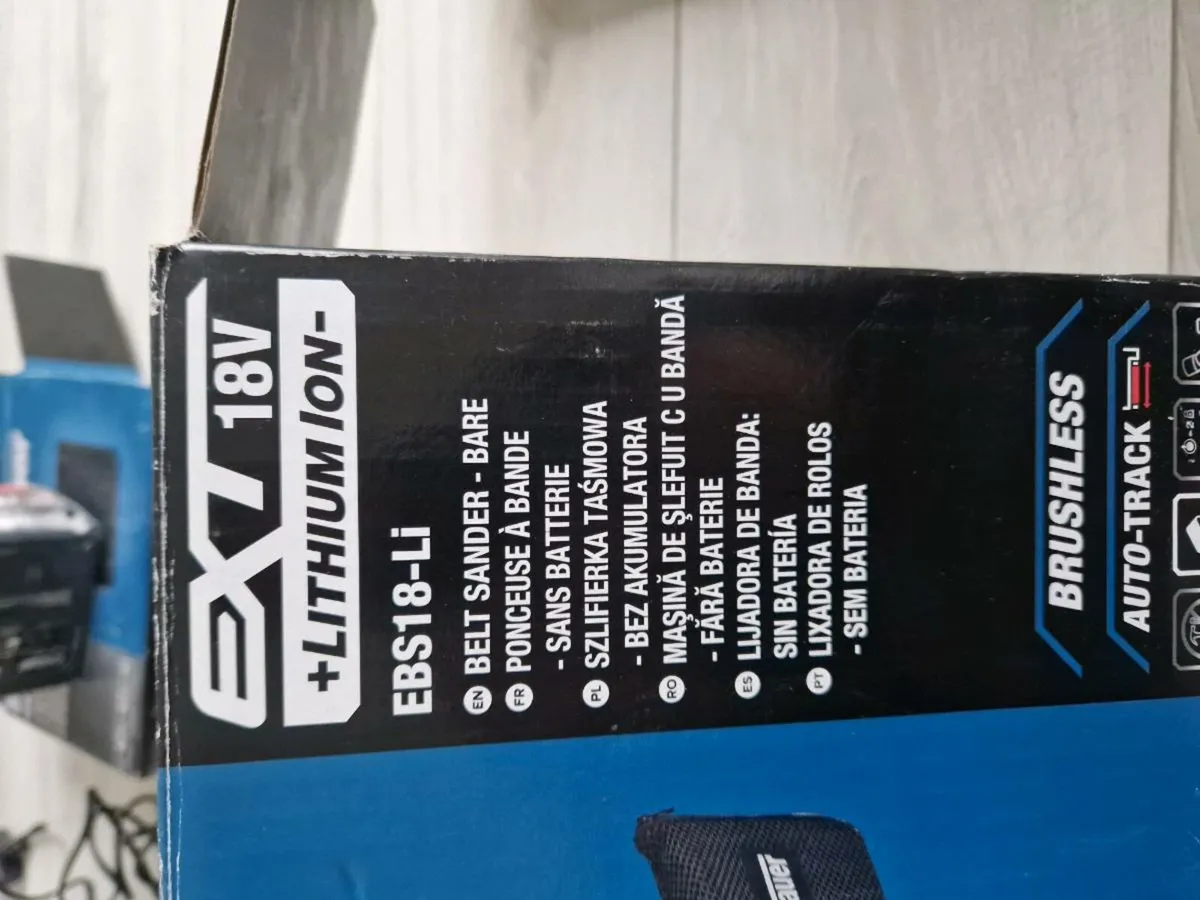 EXT 18V
+LITHIUM ION-
EBS18-Li
EN BELT SANDER - BARE
FR PONCEUSE À BANDE
- SANS BATTERIE
PL SZLIFIERKA TAŚMOWA
- BEZ AKUMULATORA
RO MAŞINĂ DE ŞLEFUIT CU BANDĂ
- FĂRĂ BATERIE
ES LIJADORA DE BANDA:
SIN BATERÍA
PT LIXADORA DE ROLOS
- SEM BATERIA
BRUSHLESS
AUTO-TRACK
auer